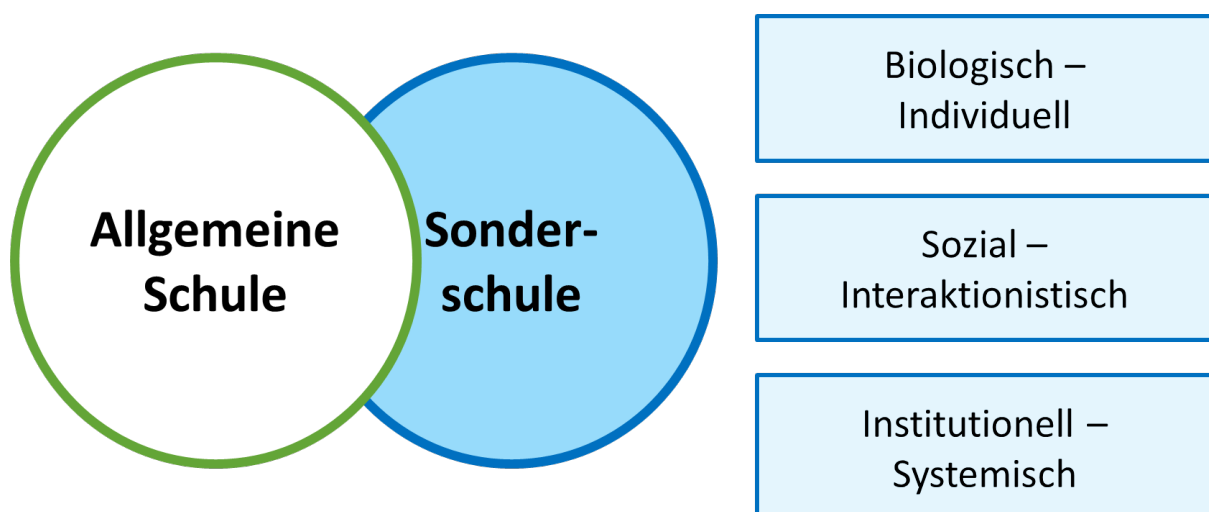 Allgemeine
Schule
Sonder-
schule
Biologisch –
Individuell
Sozial –
Interaktionistisch
Institutionell –
Systemisch